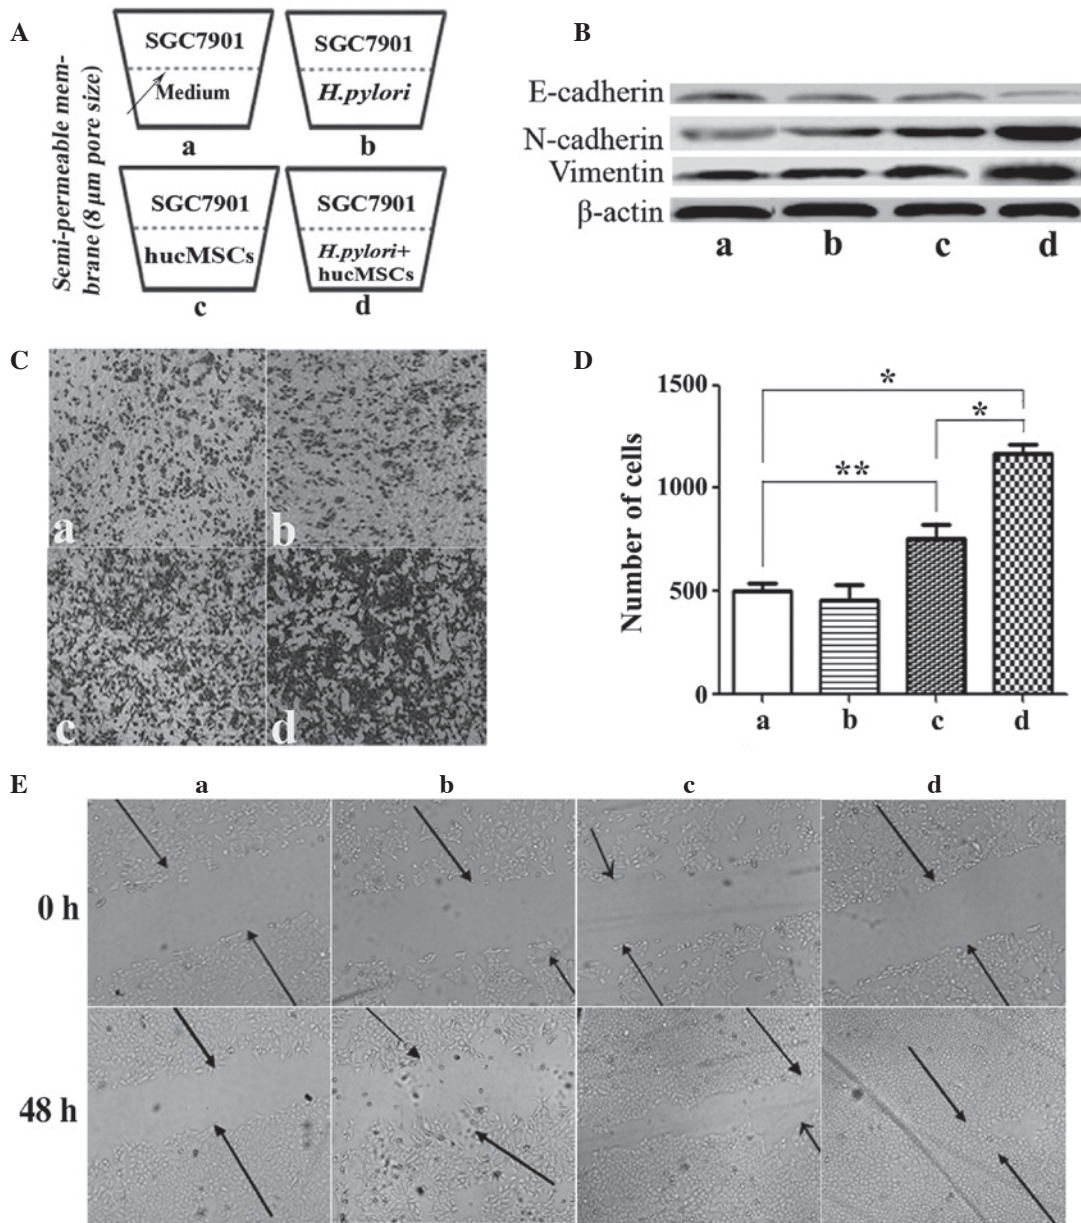 A
Semi-permeable mem-
brane (8 μm pore size)
SGC7901
Medium
a
SGC7901
H.pylori
b
SGC7901
hucMSCs
c
SGC7901
H.pylori+
hucMSCs
d
B
E-cadherin
N-cadherin
Vimentin
β-actin
a b c d
C
a
b
c
d
D
Number of cells
1500
1000
500
0
*
*
**
a b c d
E
a b c d
0 h
48 h